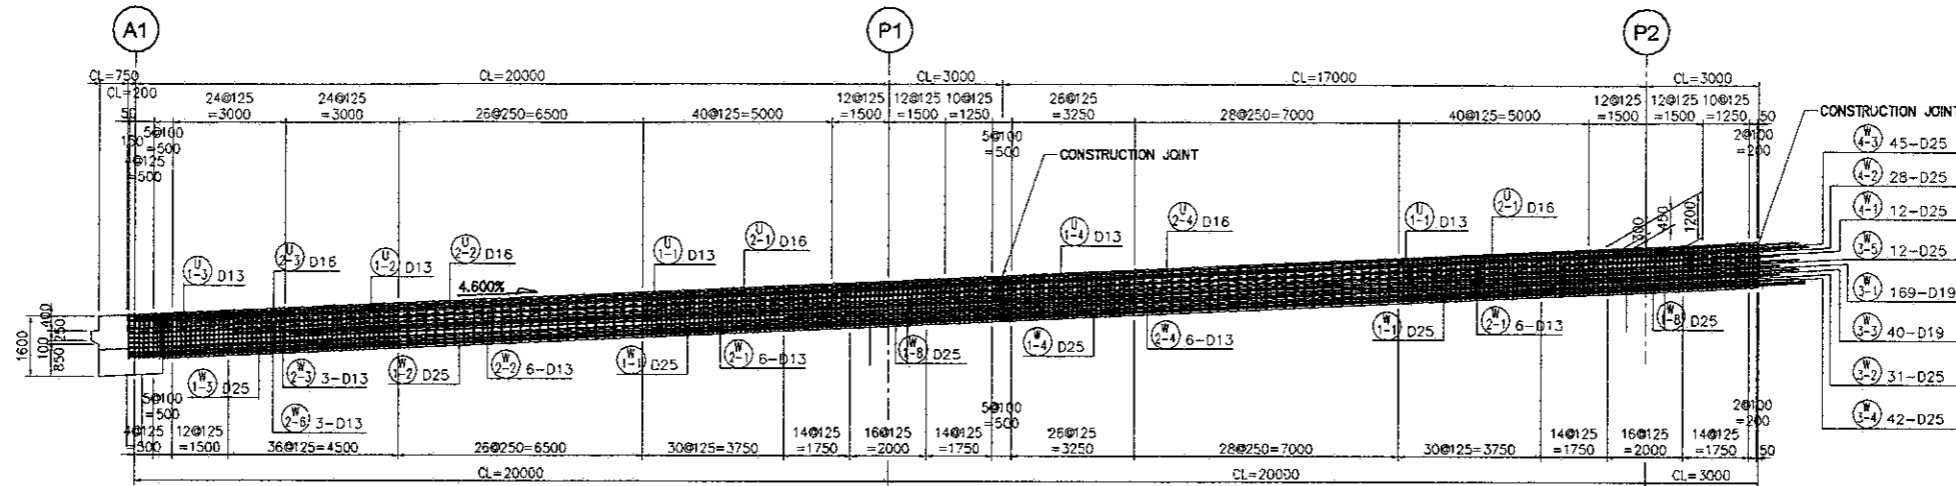 A1
P1
P2
CL=750
CL=20000
CL=3000
CL=17000
CL=3000
CL=200
24@125
=3000
24@125
=3000
26@250=6500
40@125=5000
12@125
=1500
12@125
=1500
10@125
=1250
26@125
=3250
28@250=7000
40@125=5000
12@125
=1500
12@125
=1500
10@125
=1250
50
50
150
5@100
=500
4@125
=500
5@100
=500
2@100
=200
CONSTRUCTION JOINT
CONSTRUCTION JOINT
W
4-3
45-D25
W
4-2
28-D25
W
4-1
12-D25
W
3-5
12-D25
W
3-1
169-D19
W
3-3
40-D19
W
3-2
31-D25
W
3-4
42-D25
U
1-3
D13
U
2-3
D16
U
1-2
D13
U
2-2
D16
U
1-1
D13
U
2-1
D16
U
1-4
D13
U
2-4
D16
U
1-1
D13
U
2-1
D16
300
450
1200
4.600%
1600
400
250
100
850
W
1-3
D25
W
2-3
3-D13
W
2-6
3-D13
W
1-2
D25
W
2-2
6-D13
W
1-1
D25
W
2-1
6-D13
W
1-8
D25
W
1-4
D25
W
2-4
6-D13
W
1-1
D25
W
2-1
6-D13
W
1-8
D25
5@100
=500
4@125
=500
12@125
=1500
36@125=4500
26@250=6500
30@125=3750
14@125
=1750
16@125
=2000
14@125
=1750
5@100
=500
26@125
=3250
28@250=7000
30@125=3750
14@125
=1750
16@125
=2000
14@125
=1750
2@100
=200
50
CL=20000
CL=20000
CL=3000